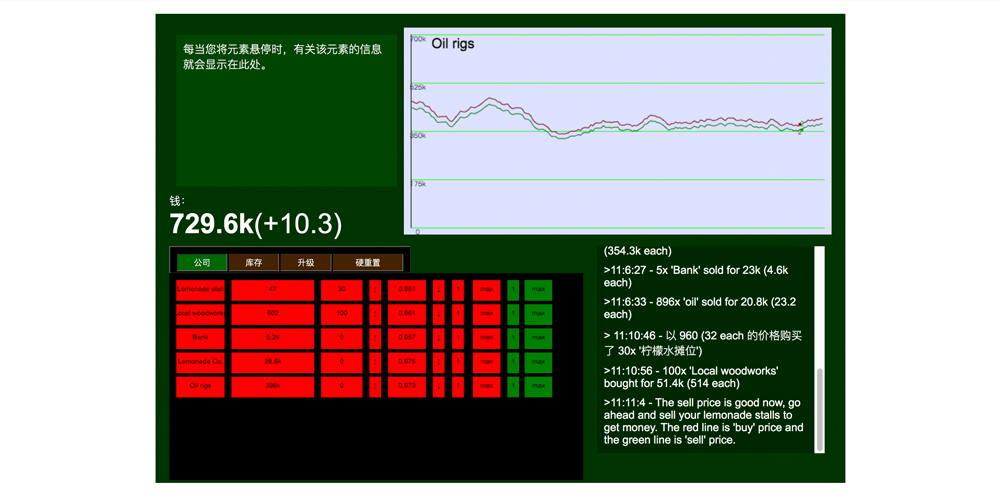 每当您将元素悬停时，有关该元素的信息
就会显示在此处。
700k
Oil rigs
525k
350k
175k
0
钱：
729.6k(+10.3)
公司 库存 升级 硬重置
Lemonade stall 47 30 ↑ 0.881 ↓ ↑ max ↑ max
Local woodworks 602 100 ↑ 0.881 ↓ ↑ max ↑ max
Bank 5.2k 0 ↑ 0.957 ↓ ↑ max ↑ max
Lemonade Co. 28.6k 0 ↑ 0.976 ↓ ↑ max ↑ max
Oil rigs 396k 0 ↑ 0.973 ↓ ↑ max ↑ max
(354.3k each)
>11:6:27 - 5x 'Bank' sold for 23k (4.6k
each)
>11:6:33 - 896x 'oil' sold for 20.8k (23.2
each)
> 11:10:46 - 以 960 (32 each 的价格购买
了 30x '柠檬水摊位')
>11:10:56 - 100x 'Local woodworks'
bought for 51.4k (514 each)
>11:11:4 - The sell price is good now, go
ahead and sell your lemonade stalls to
get money. The red line is 'buy' price and
the green line is 'sell' price.